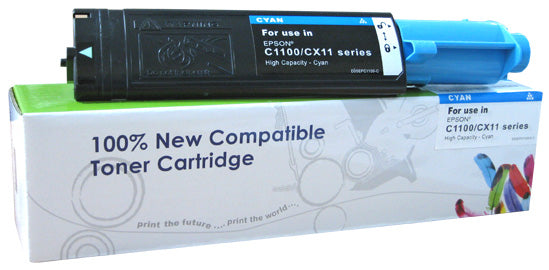 WARNING
CYAN
For use in
EPSON®
C1100/CX11 series
High Capacity - Cyan
CYAN
For use in
EPSON®
C1100/CX11 series
High Capacity - Cyan
100% New Compatible
Toner Cartridge
print the future.... print the world....